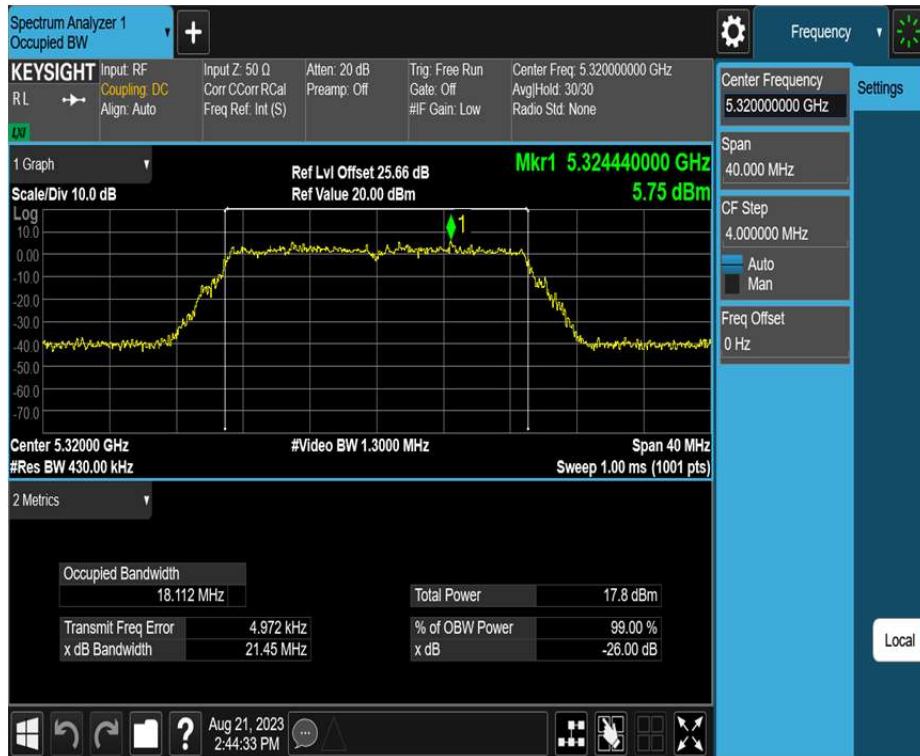 Spectrum Analyzer 1
Occupied BW
+
Frequency
KEYSIGHT
R L
LXI
Input: RF
Coupling: DC
Align: Auto
Input Z: 50 Ω
Corr CCorr RCal
Freq Ref: Int (S)
Atten: 20 dB
Preamp: Off
Trig: Free Run
Gate: Off
#IF Gain: Low
Center Freq: 5.320000000 GHz
Avg|Hold: 30/30
Radio Std: None
Center Frequency
5.320000000 GHz
Settings
Span
40.000 MHz
CF Step
4.000000 MHz
Auto
Man
Freq Offset
0 Hz
1 Graph
Scale/Div 10.0 dB
Ref Lvl Offset 25.66 dB
Ref Value 20.00 dBm
Mkr1 5.324440000 GHz
5.75 dBm
Log
10.0
0.00
-10.0
-20.0
-30.0
-40.0
-50.0
-60.0
-70.0
1
Center 5.32000 GHz
#Res BW 430.00 kHz
#Video BW 1.3000 MHz
Span 40 MHz
Sweep 1.00 ms (1001 pts)
2 Metrics
Occupied Bandwidth
18.112 MHz
Transmit Freq Error 4.972 kHz
x dB Bandwidth 21.45 MHz
Total Power 17.8 dBm
% of OBW Power 99.00 %
x dB -26.00 dB
Local
?
Aug 21, 2023
2:44:33 PM